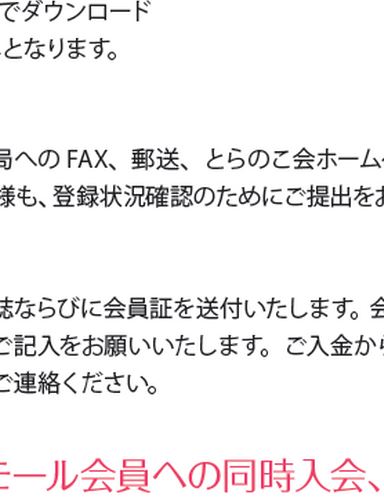 でダウンロード
となります。
局への FAX、郵送、とらのこ会ホーム
様も、登録状況確認のためにご提出をお
誌ならびに会員証を送付いたします。会
ご記入をお願いいたします。ご入金から
ご連絡ください。
モール会員への同時入会、